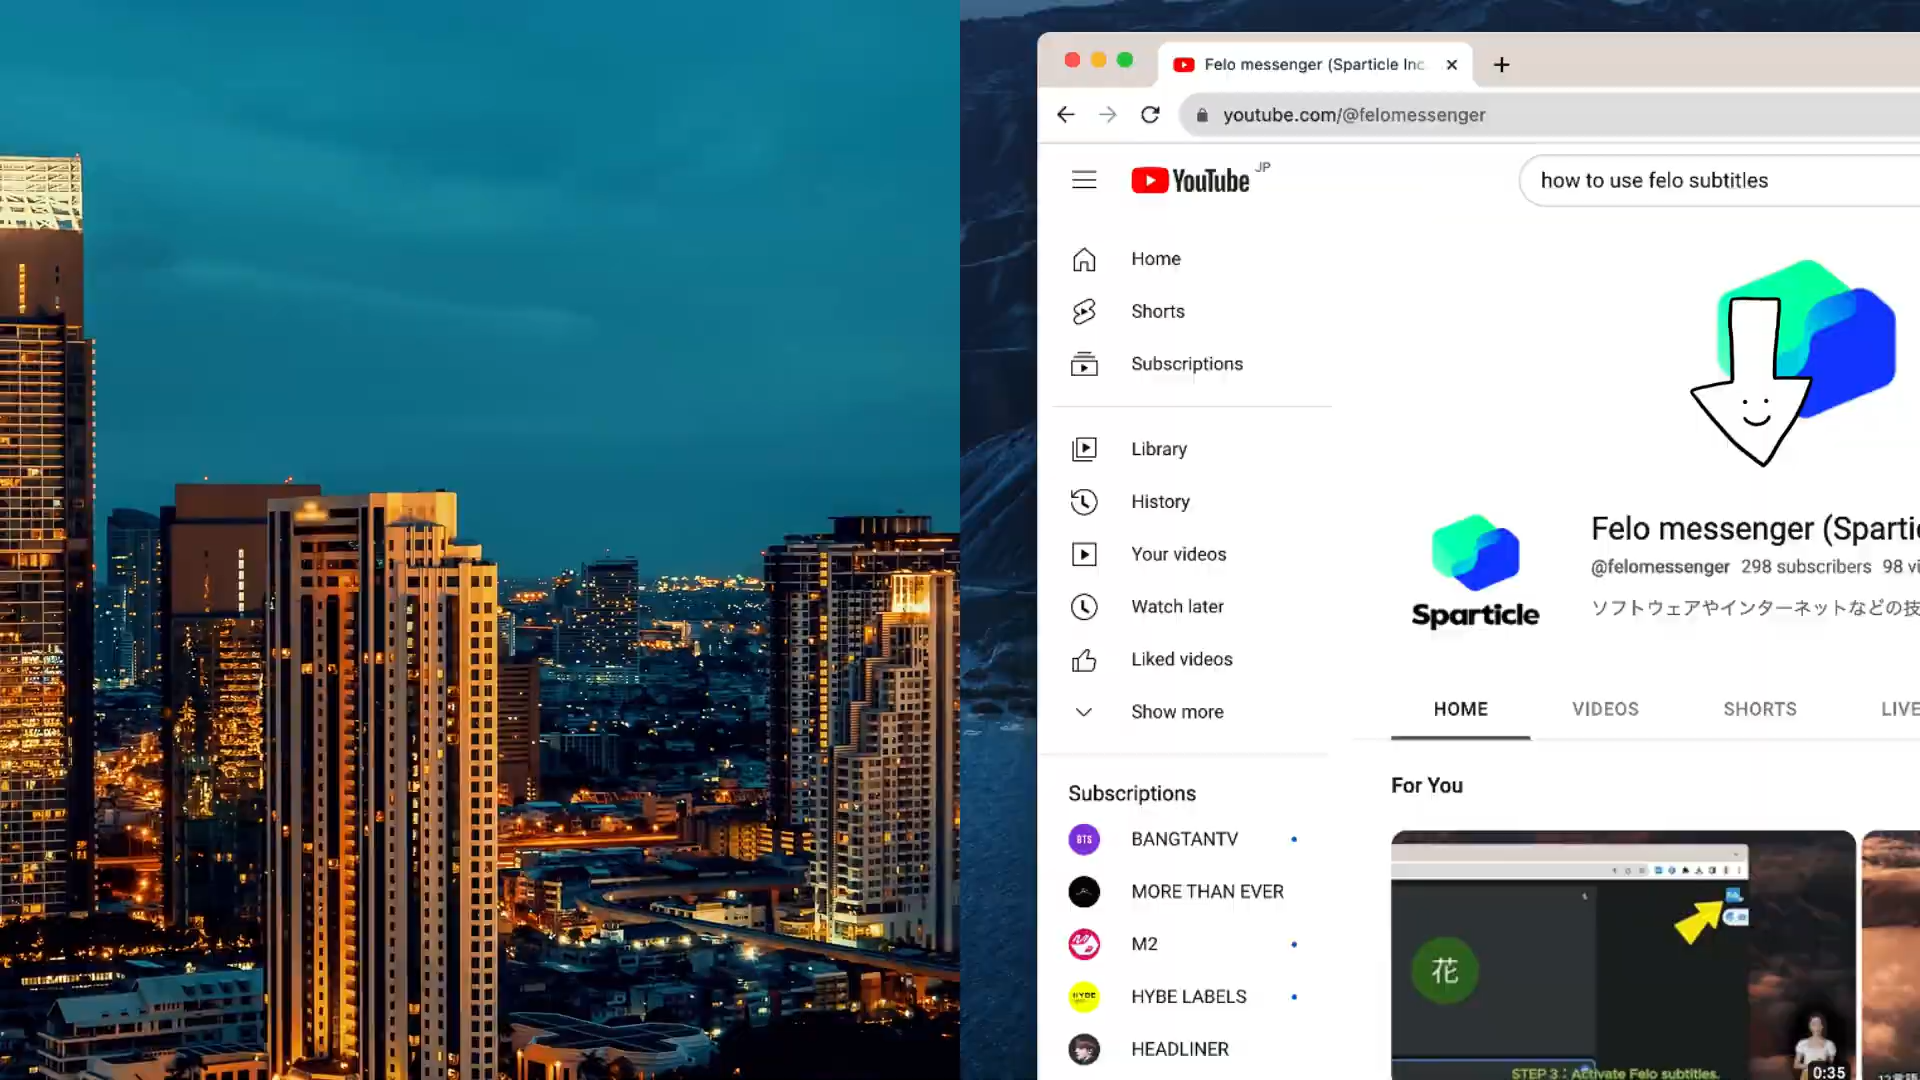 Felo messenger (Sparticle Inc
youtube.com/@felomessenger
YouTube JP
how to use felo subtitles
Home
Shorts
Subscriptions
Library
History
Your videos
Watch later
Liked videos
Show more
Subscriptions
BTS
BANGTANTV
MORE THAN EVER
M2
HYBE
HYBE LABELS
HEADLINER
Sparticle
Felo messenger (Sparti
@felomessenger 298 subscribers 98 vi
ソフトウェアやインターネットなどの技
HOME
VIDEOS
SHORTS
LIVE
For You
花
STEP 3：Activate Felo subtitles.
0:35